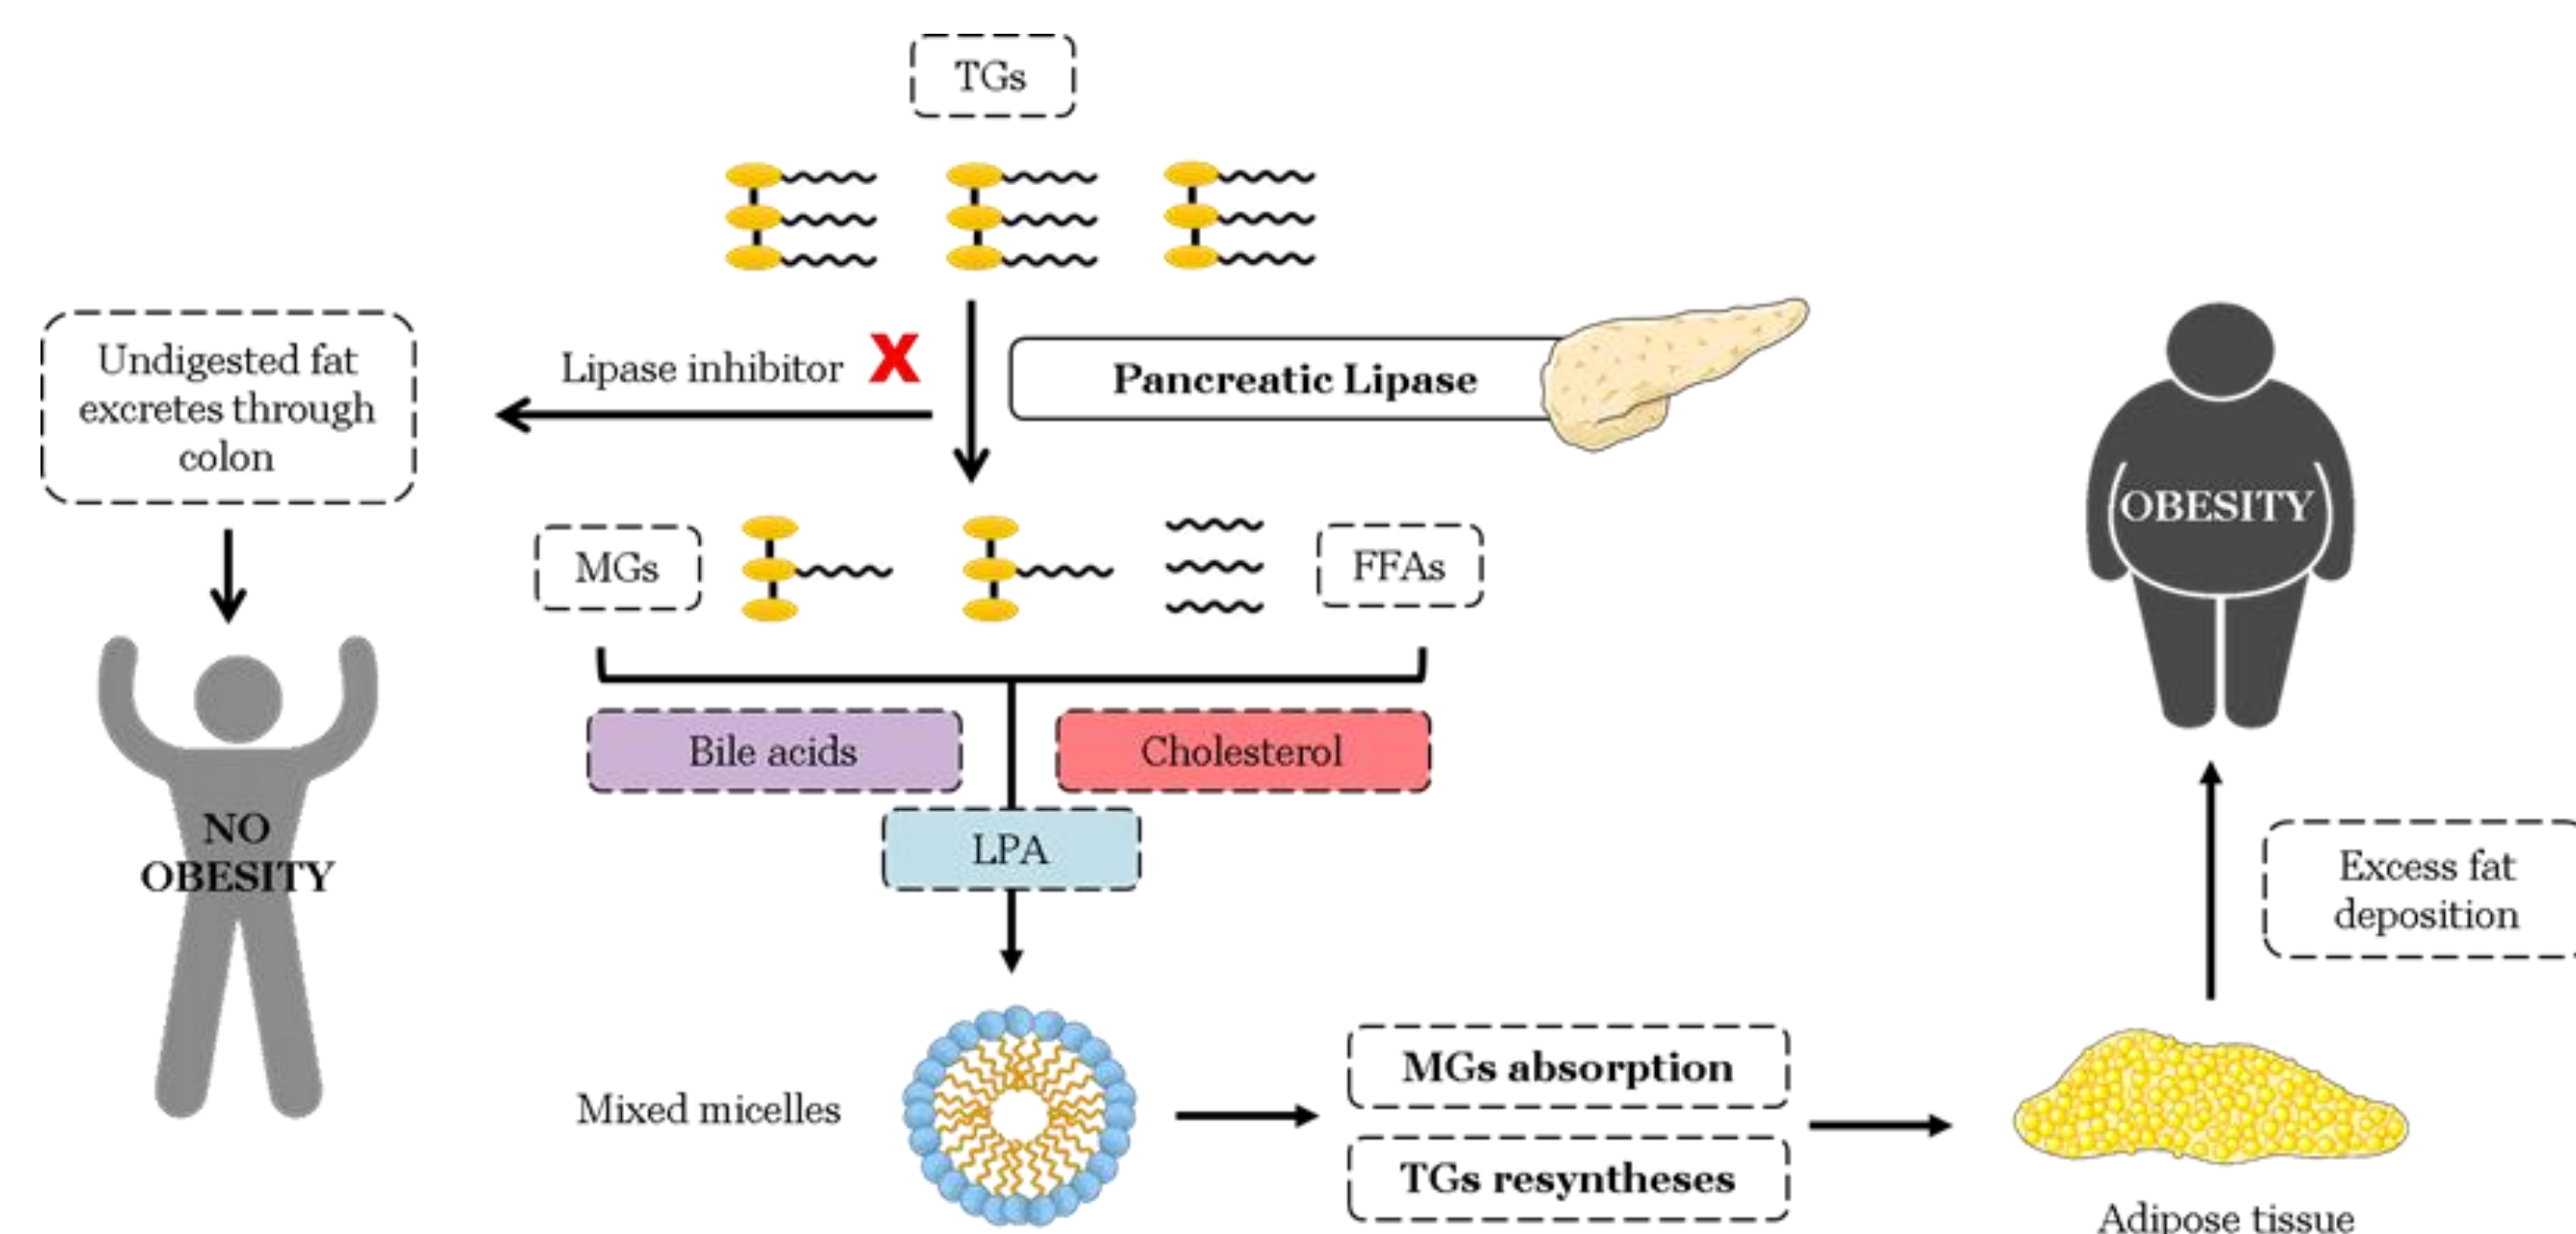 TGs
Undigested fat
excretes through
colon
Lipase inhibitor X
Pancreatic Lipase
MGs
FFAs
OBESITY
Bile acids
Cholesterol
LPA
NO
OBESITY
Excess fat
deposition
Mixed micelles
MGs absorption
TGs resyntheses
Adipose tissue